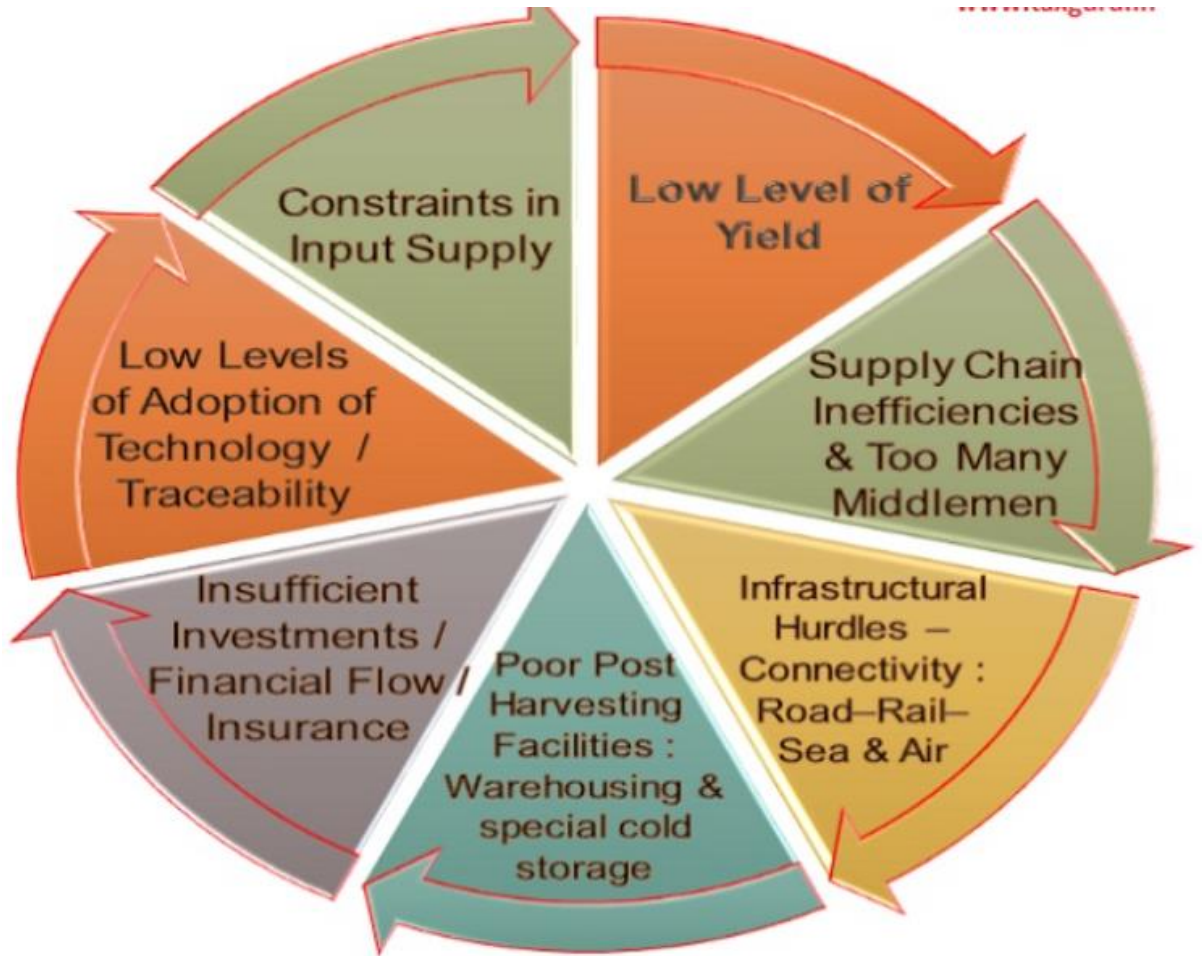 Low Level of
Yield
Supply Chain
Inefficiencies
& Too Many
Middlemen
Infrastructural
Hurdles –
Connectivity :
Road–Rail–
Sea & Air
Poor Post
Harvesting
Facilities :
Warehousing &
special cold
storage
Insufficient
Investments /
Financial Flow /
Insurance
Low Levels
of Adoption of
Technology /
Traceability
Constraints in
Input Supply